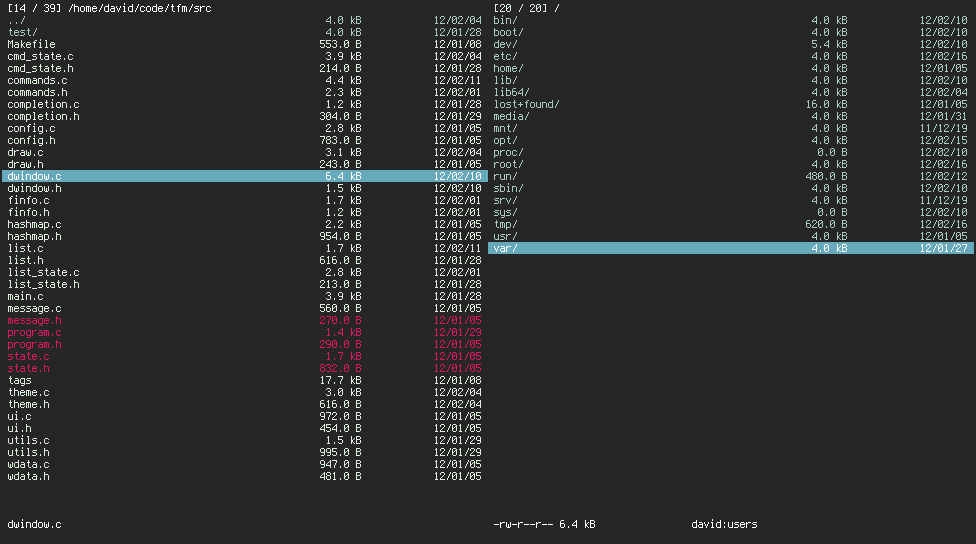 [14 / 39] /home/david/code/tfm/src
../ 4.0 kB 12/02/04
test/ 4.0 kB 12/01/28
Makefile 553.0 B 12/01/08
cmd_state.c 3.9 kB 12/02/04
cmd_state.h 214.0 B 12/01/28
commands.c 4.4 kB 12/02/11
commands.h 2.3 kB 12/02/01
completion.c 1.2 kB 12/01/28
completion.h 304.0 B 12/01/29
config.c 2.8 kB 12/01/05
config.h 783.0 B 12/01/05
draw.c 3.1 kB 12/02/04
draw.h 243.0 B 12/01/05
dwindow.c 6.4 kB 12/02/10
dwindow.h 1.5 kB 12/02/10
finfo.c 1.7 kB 12/02/01
finfo.h 1.2 kB 12/02/01
hashmap.c 2.2 kB 12/01/05
hashmap.h 954.0 B 12/01/05
list.c 1.7 kB 12/02/11
list.h 616.0 B 12/01/28
list_state.c 2.8 kB 12/02/01
list_state.h 213.0 B 12/01/28
main.c 3.9 kB 12/01/28
message.c 560.0 B 12/01/05
message.h 270.0 B 12/01/05
program.c 1.4 kB 12/01/29
program.h 290.0 B 12/01/05
state.c 1.7 kB 12/01/05
state.h 832.0 B 12/01/05
tags 17.7 kB 12/01/08
theme.c 3.0 kB 12/02/04
theme.h 616.0 B 12/02/04
ui.c 972.0 B 12/01/05
ui.h 454.0 B 12/01/05
utils.c 1.5 kB 12/01/29
utils.h 995.0 B 12/01/29
wdata.c 947.0 B 12/01/05
wdata.h 481.0 B 12/01/05
[20 / 20] /
bin/ 4.0 kB 12/02/10
boot/ 4.0 kB 12/02/10
dev/ 5.4 kB 12/02/10
etc/ 4.0 kB 12/02/16
home/ 4.0 kB 12/01/05
lib/ 4.0 kB 12/02/10
lib64/ 4.0 kB 12/02/04
lost+found/ 16.0 kB 12/01/05
media/ 4.0 kB 12/01/31
mnt/ 4.0 kB 11/12/19
opt/ 4.0 kB 12/02/15
proc/ 0.0 B 12/02/10
root/ 4.0 kB 12/02/16
run/ 480.0 B 12/02/12
sbin/ 4.0 kB 12/02/10
srv/ 4.0 kB 11/12/19
sys/ 0.0 B 12/02/10
tmp/ 620.0 B 12/02/16
usr/ 4.0 kB 12/01/05
var/ 4.0 kB 12/01/27
dwindow.c -rw-r--r-- 6.4 kB david:users